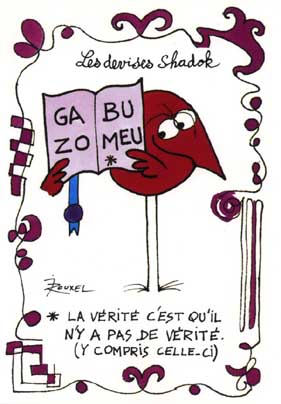 Les devises Shadok
GA BU
ZO MEU
*
J. ROUXEL
* LA VÉRITÉ C'EST QU'IL
N'Y A PAS DE VÉRITÉ.
(Y COMPRIS CELLE-CI)